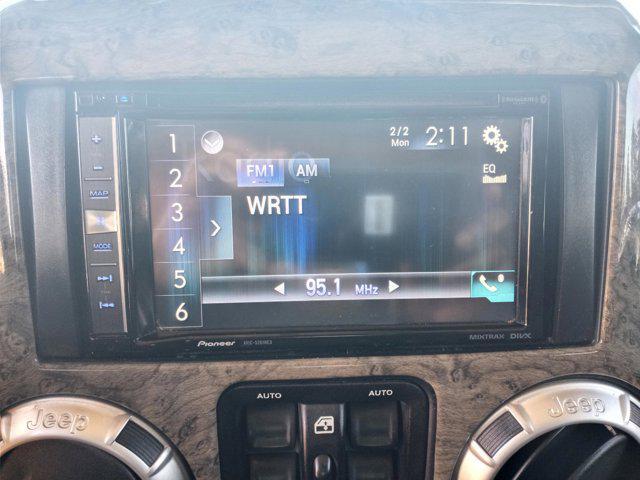 SiriusXM
+
1
2/2
Mon
2:11
-
2
FM1
AM
EQ
MAP
3
WRTT
>
MODE
4
5
95.1 MHz
6
Pioneer
MIXTRAX DIVX
AUTO
AUTO
Jeep
Jeep